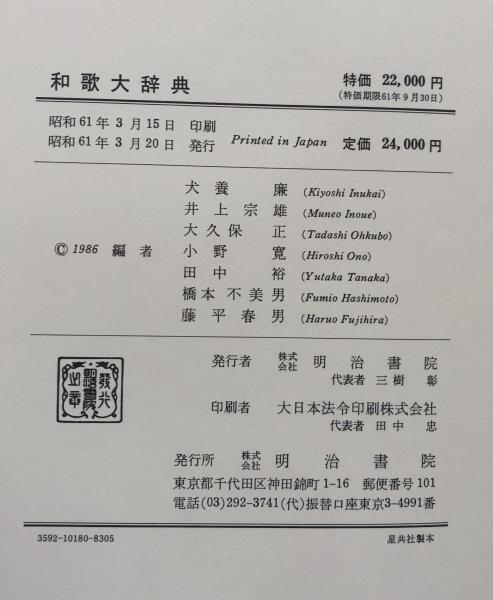 和歌大辞典
特価 22,000円
(特価期限61年9月30日)
昭和61年3月15日 印刷
昭和61年3月20日 発行
Printed in Japan
定価 24,000円
© 1986 編者
犬養 廉 (Kiyoshi Inukai)
井上宗雄 (Muneo Inoue)
大久保 正 (Tadashi Ohkubo)
小野 寛 (Hiroshi Ono)
田中 裕 (Yutaka Tanaka)
橋本不美男 (Fumio Hashimoto)
藤平春男 (Haruo Fujihira)
発行者 株式会社 明治書院
代表者 三樹 彰
印刷者 大日本法令印刷株式会社
代表者 田中 忠
発行所 株式会社 明治書院
東京都千代田区神田錦町1-16 郵便番号101
電話(03)292-3741(代)振替口座東京3-4991番
3592-10180-8305
星共社製本